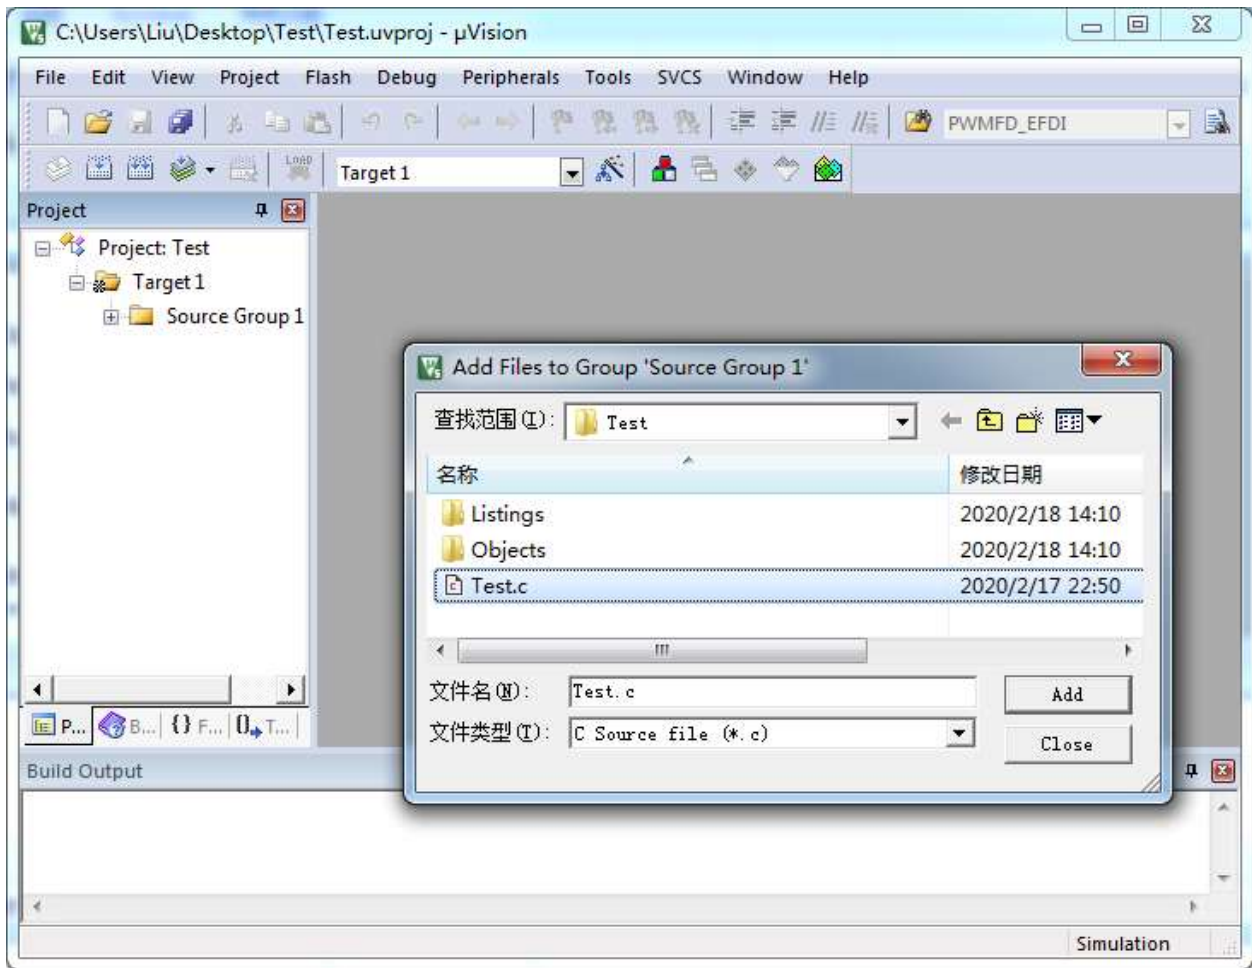 C:\Users\Liu\Desktop\Test\Test.uvproj - µVision
File Edit View Project Flash Debug Peripherals Tools SVCS Window Help
PWMFD_EFDI
LOAD Target 1
Project
Project: Test
Target 1
Source Group 1
Add Files to Group 'Source Group 1'
查找范围(I): Test
名称 修改日期
Listings 2020/2/18 14:10
Objects 2020/2/18 14:10
Test.c 2020/2/17 22:50
文件名(N): Test.c Add
文件类型(T): C Source file (*.c) Close
P... B... {} F... 0 T...
Build Output
Simulation